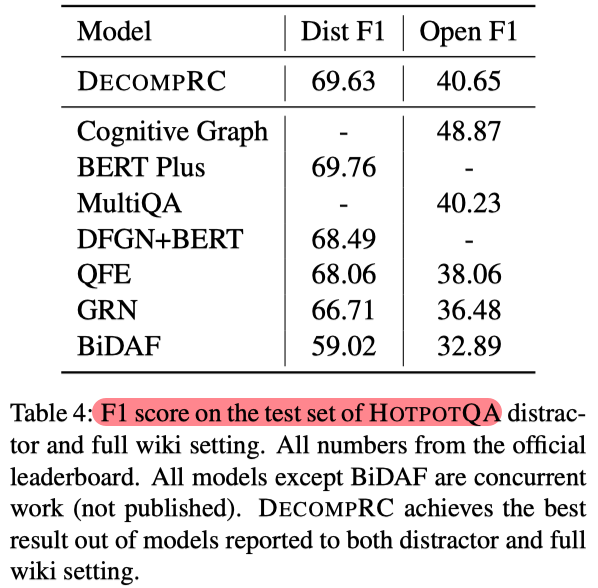 Model Dist F1 Open F1
DECOMPRC 69.63 40.65
Cognitive Graph - 48.87
BERT Plus 69.76 -
MultiQA - 40.23
DFGN+BERT 68.49 -
QFE 68.06 38.06
GRN 66.71 36.48
BiDAF 59.02 32.89
Table 4: F1 score on the test set of HOTPOTQA distrac-
tor and full wiki setting. All numbers from the official
leaderboard. All models except BiDAF are concurrent
work (not published). DECOMPRC achieves the best
result out of models reported to both distractor and full
wiki setting.